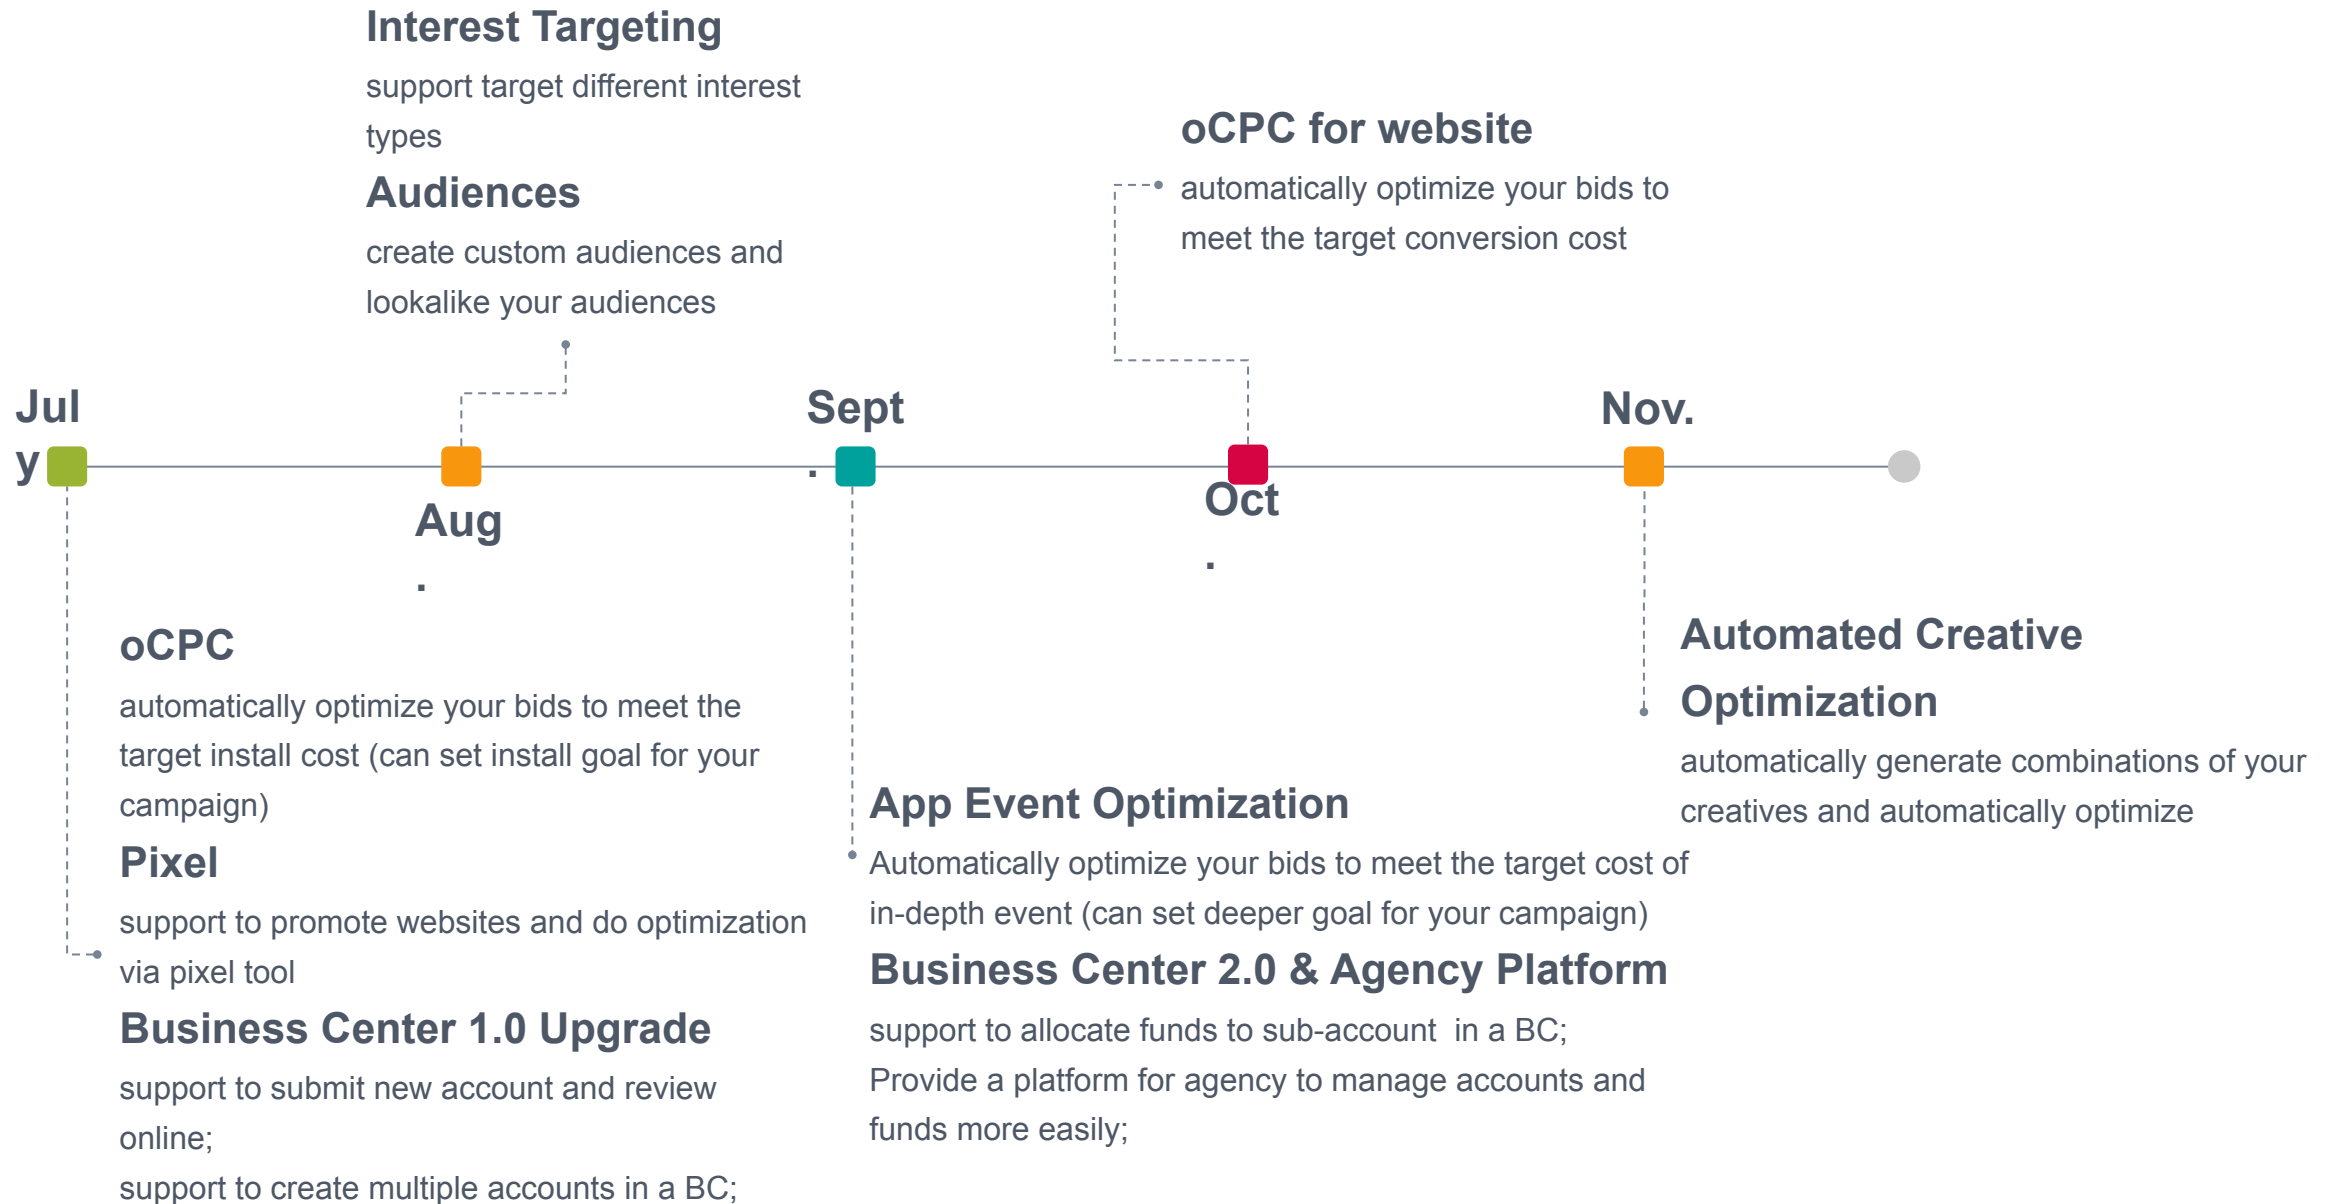 Interest Targeting
support target different interest
types
Audiences
create custom audiences and
lookalike your audiences
oCPC for website
automatically optimize your bids to
meet the target conversion cost
Jul
y
Aug
.
Sept
.
Oct
.
Nov.
oCPC
automatically optimize your bids to meet the
target install cost (can set install goal for your
campaign)
Pixel
support to promote websites and do optimization
via pixel tool
Business Center 1.0 Upgrade
support to submit new account and review
online;
support to create multiple accounts in a BC;
App Event Optimization
Automatically optimize your bids to meet the target cost of
in-depth event (can set deeper goal for your campaign)
Business Center 2.0 & Agency Platform
support to allocate funds to sub-account  in a BC;
Provide a platform for agency to manage accounts and
funds more easily;
Automated Creative
Optimization
automatically generate combinations of your
creatives and automatically optimize